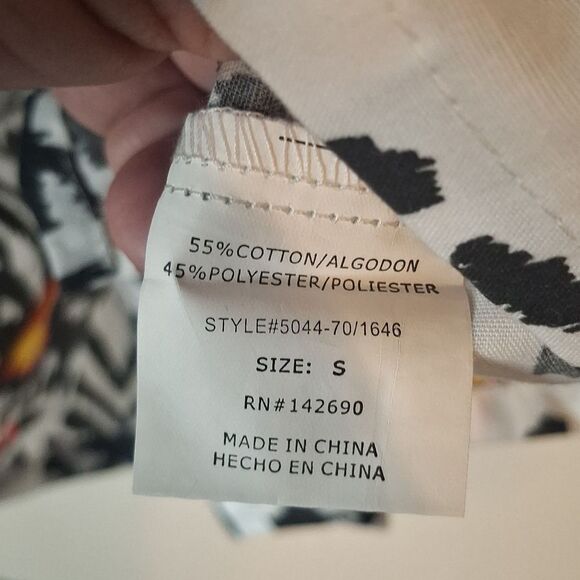 55%COTTON/ALGODON
45%POLYESTER/POLIESTER
STYLE#5044-70/1646
SIZE: S
RN#142690
MADE IN CHINA
HECHO EN CHINA